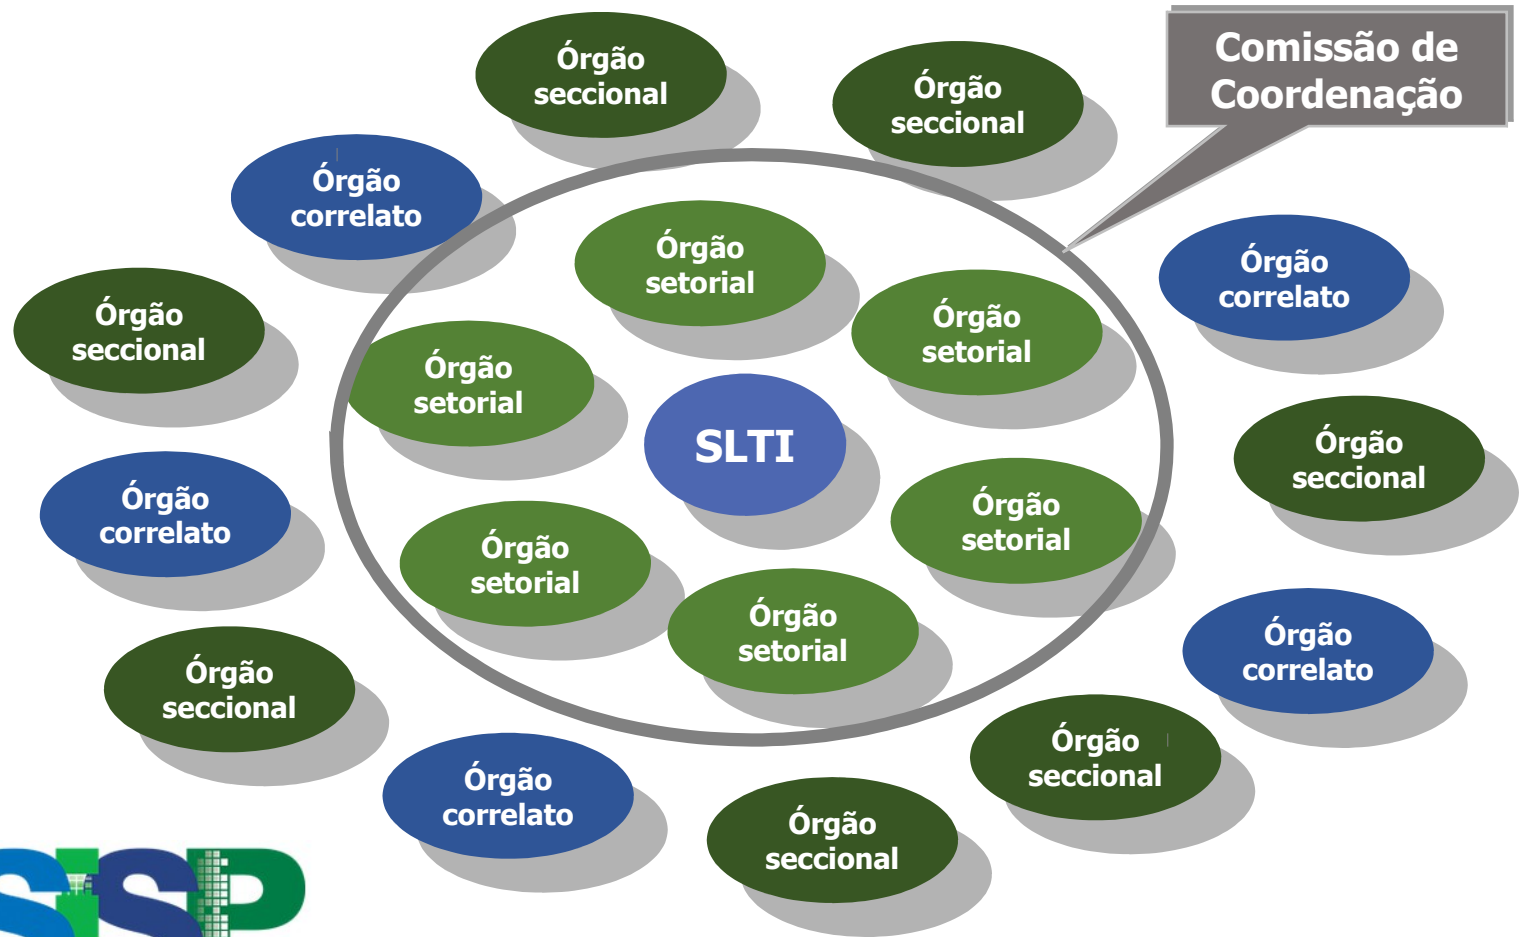 Comissão de
Coordenação
Órgão
seccional
Órgão
seccional
Órgão
correlato
Órgão
setorial
Órgão
correlato
Órgão
seccional
Órgão
setorial
Órgão
setorial
SLTI
Órgão
seccional
Órgão
correlato
Órgão
setorial
Órgão
setorial
Órgão
setorial
Órgão
correlato
Órgão
seccional
Órgão
seccional
Órgão
correlato
Órgão
seccional
SISP